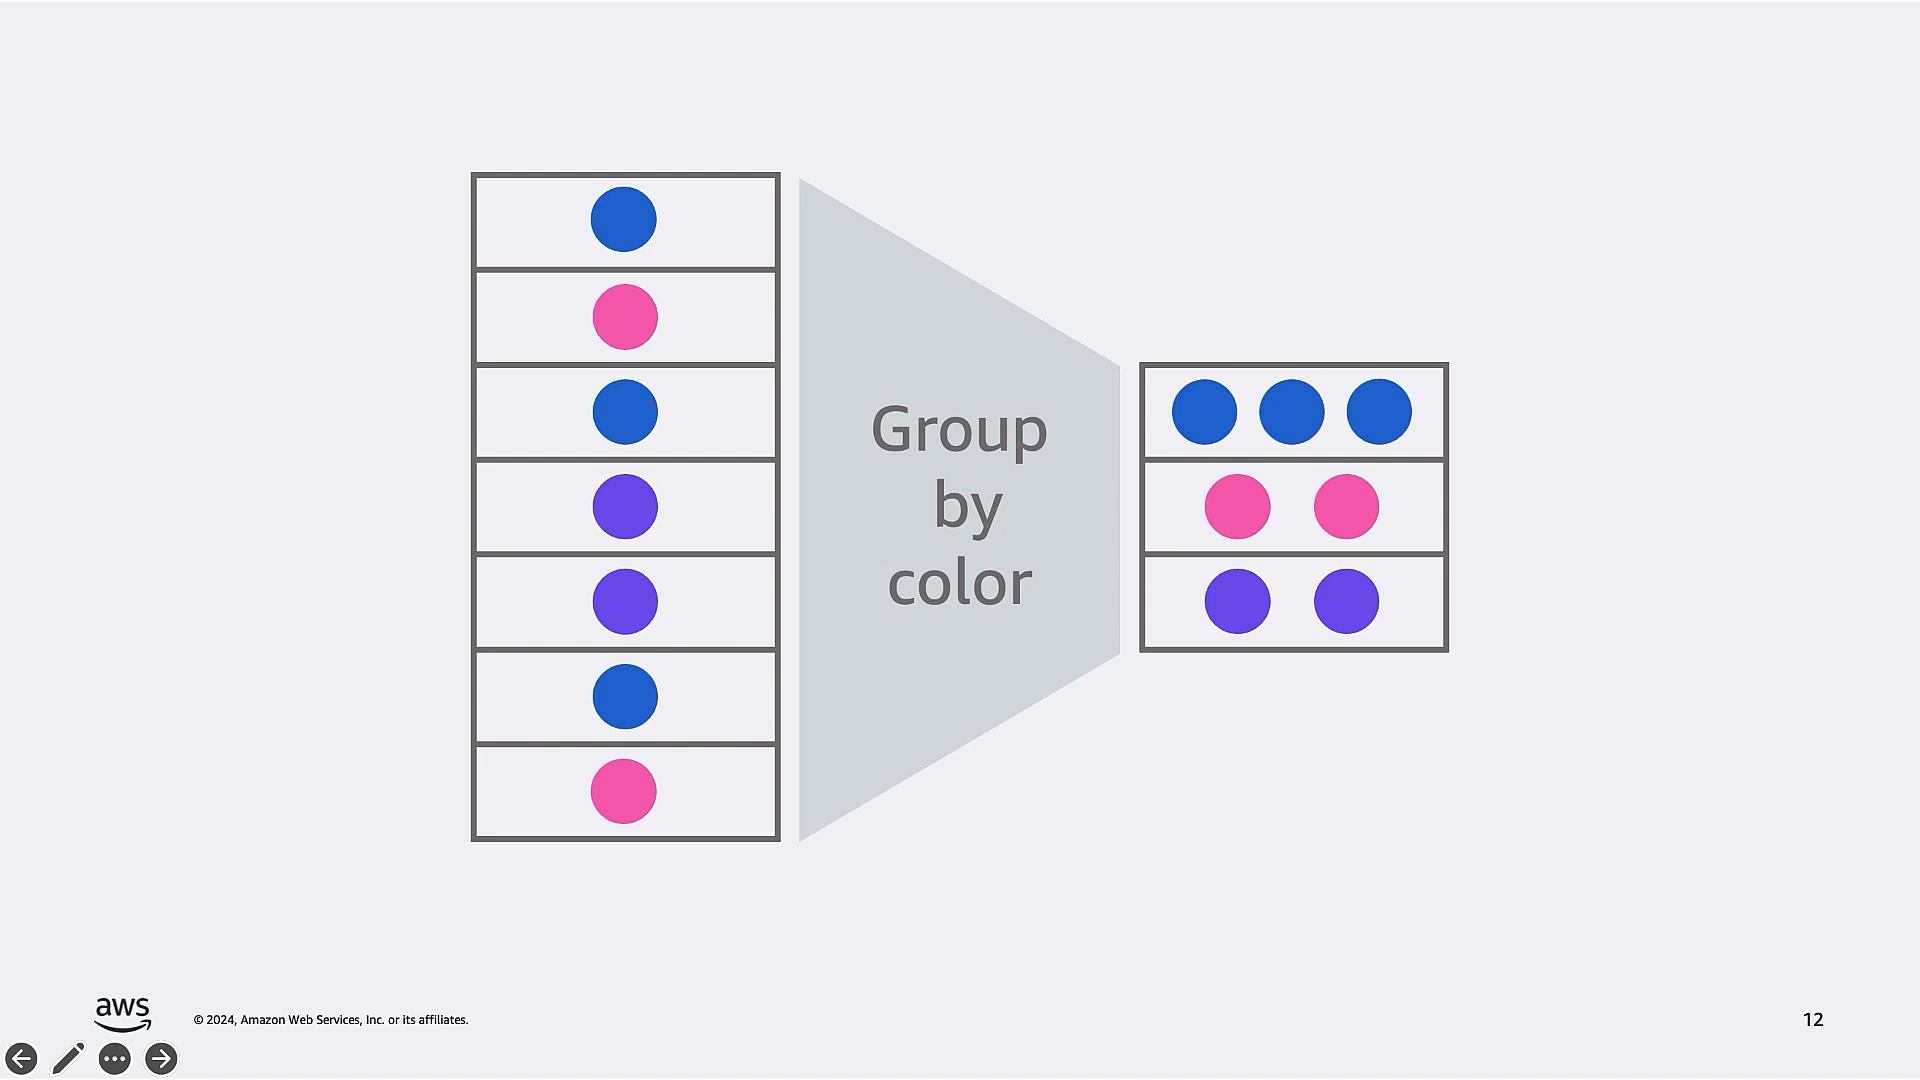 Group
by
color
aws
© 2024, Amazon Web Services, Inc. or its affiliates.
12